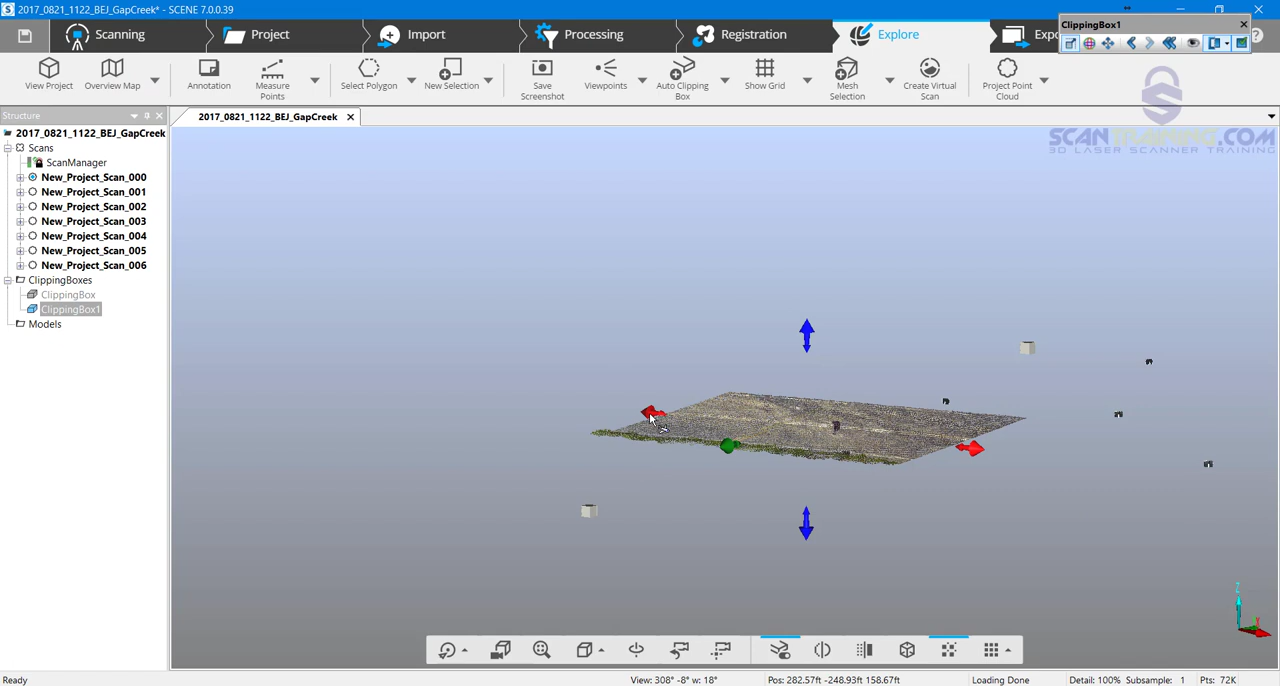 2017_0821_1122_BEJ_GapCreek* - SCENE 7.0.0.39
ClippingBox1
Scanning
Project
Import
Processing
Registration
Explore
View Project
Overview Map
Annotation
Measure Points
Select Polygon
New Selection
Save Screenshot
Viewpoints
Auto Clipping Box
Show Grid
Mesh Selection
Create Virtual Scan
Project Point Cloud
Structure
2017_0821_1122_BEJ_GapCreek
SCANTRAINING.COM
3D LASER SCANNER TRAINING
2017_0821_1122_BEJ_GapCreek
Scans
ScanManager
New_Project_Scan_000
New_Project_Scan_001
New_Project_Scan_002
New_Project_Scan_003
New_Project_Scan_004
New_Project_Scan_005
New_Project_Scan_006
ClippingBoxes
ClippingBox
ClippingBox1
Models
Z
Ready
View: 308° -8° w: 18°
Pos: 282.57ft -248.93ft 158.67ft
Loading Done
Detail: 100%
Subsample: 1
Pts: 72K